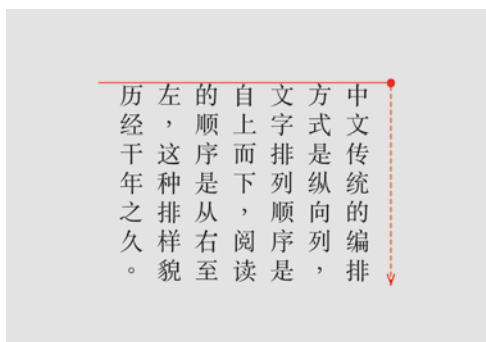 中文传统的编排
方式是纵向列，
文字排列顺序是
自上而下，阅读
的顺序是从右至
左，这种排样貌
历经干年之久。